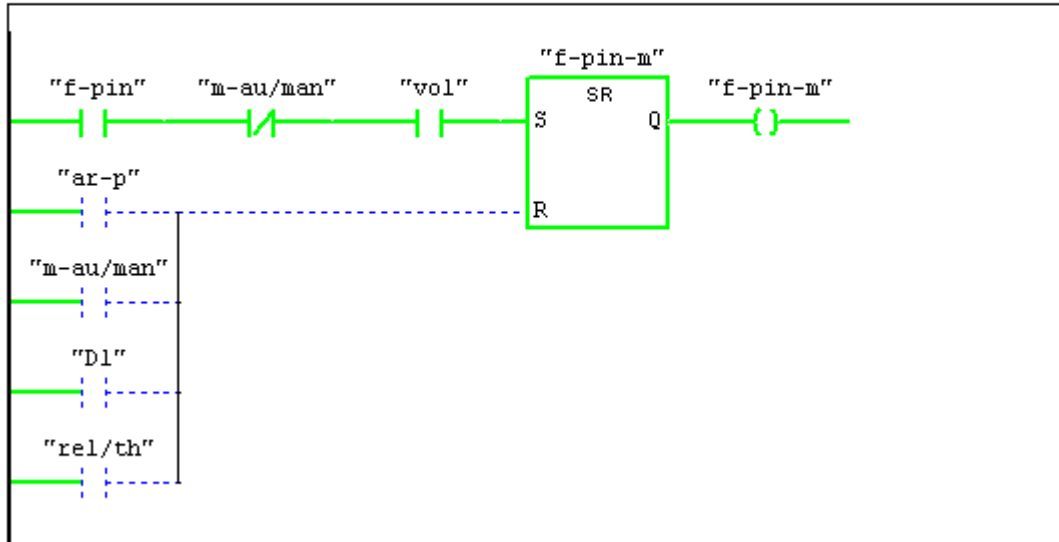 "f-pin-m"
"f-pin" "m-au/man" "vol" "f-pin-m"
SR
S Q
"ar-p"
R
"m-au/man"
"D1"
"rel/th"